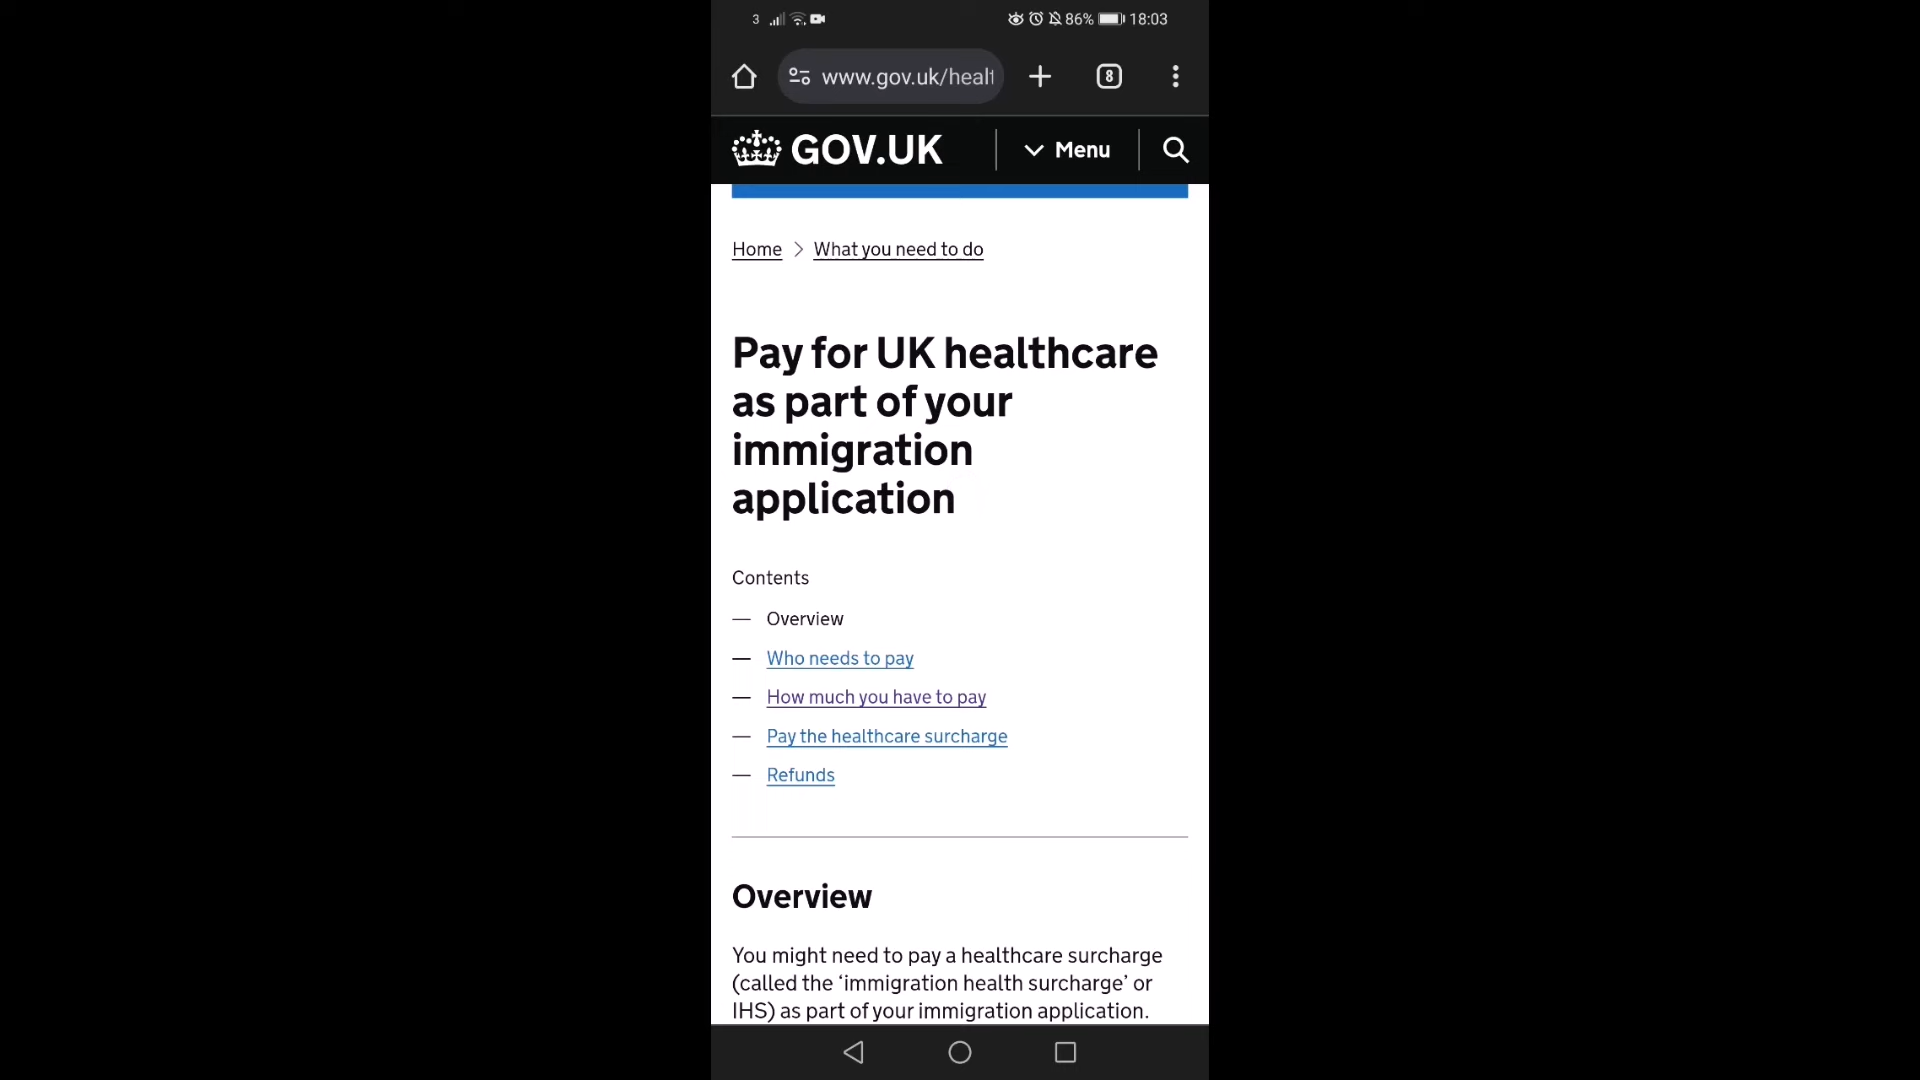 3 86% 18:03
www.gov.uk/healt 8
GOV.UK Menu
Home What you need to do
Pay for UK healthcare
as part of your
immigration
application
Contents
— Overview
— Who needs to pay
— How much you have to pay
— Pay the healthcare surcharge
— Refunds
Overview
You might need to pay a healthcare surcharge
(called the ‘immigration health surcharge’ or
IHS) as part of your immigration application.